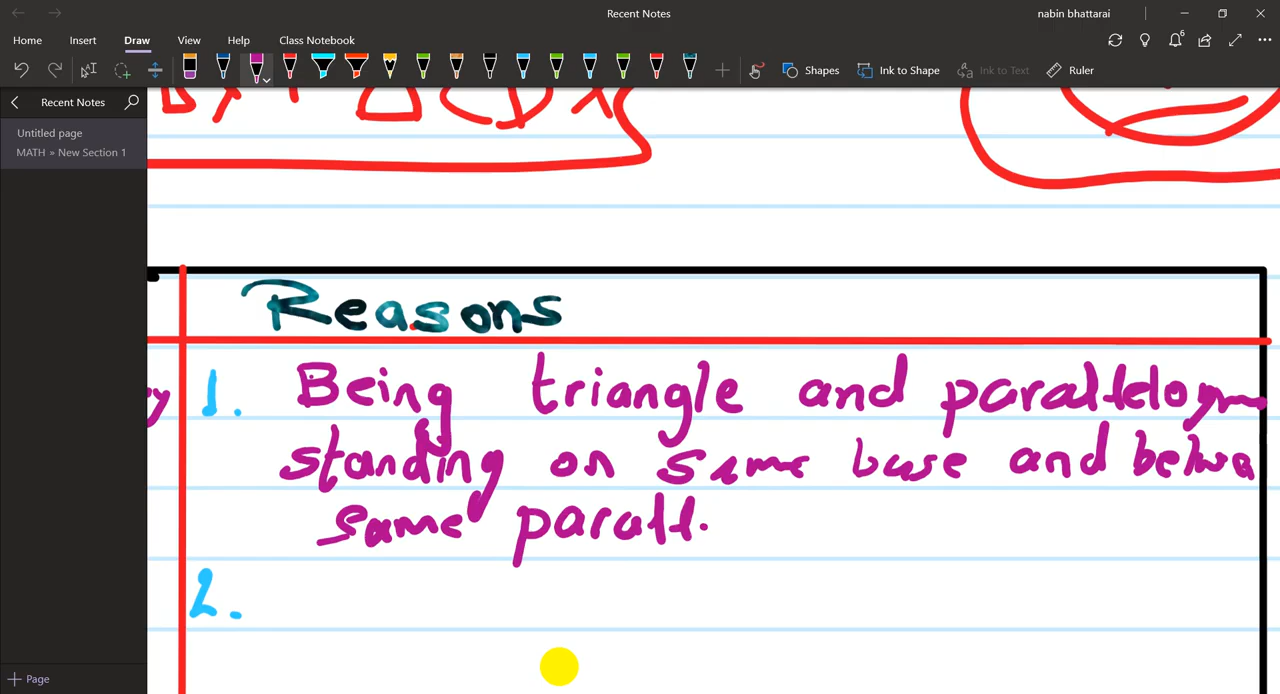 Recent Notes
nabin bhattarai
Home Insert Draw View Help Class Notebook
Shapes Ink to Shape Ink to Text Ruler
Recent Notes
Untitled page
MATH » New Section 1
Reasons
1. Being triangle and
standing on same base and
same parall.
2.
Page